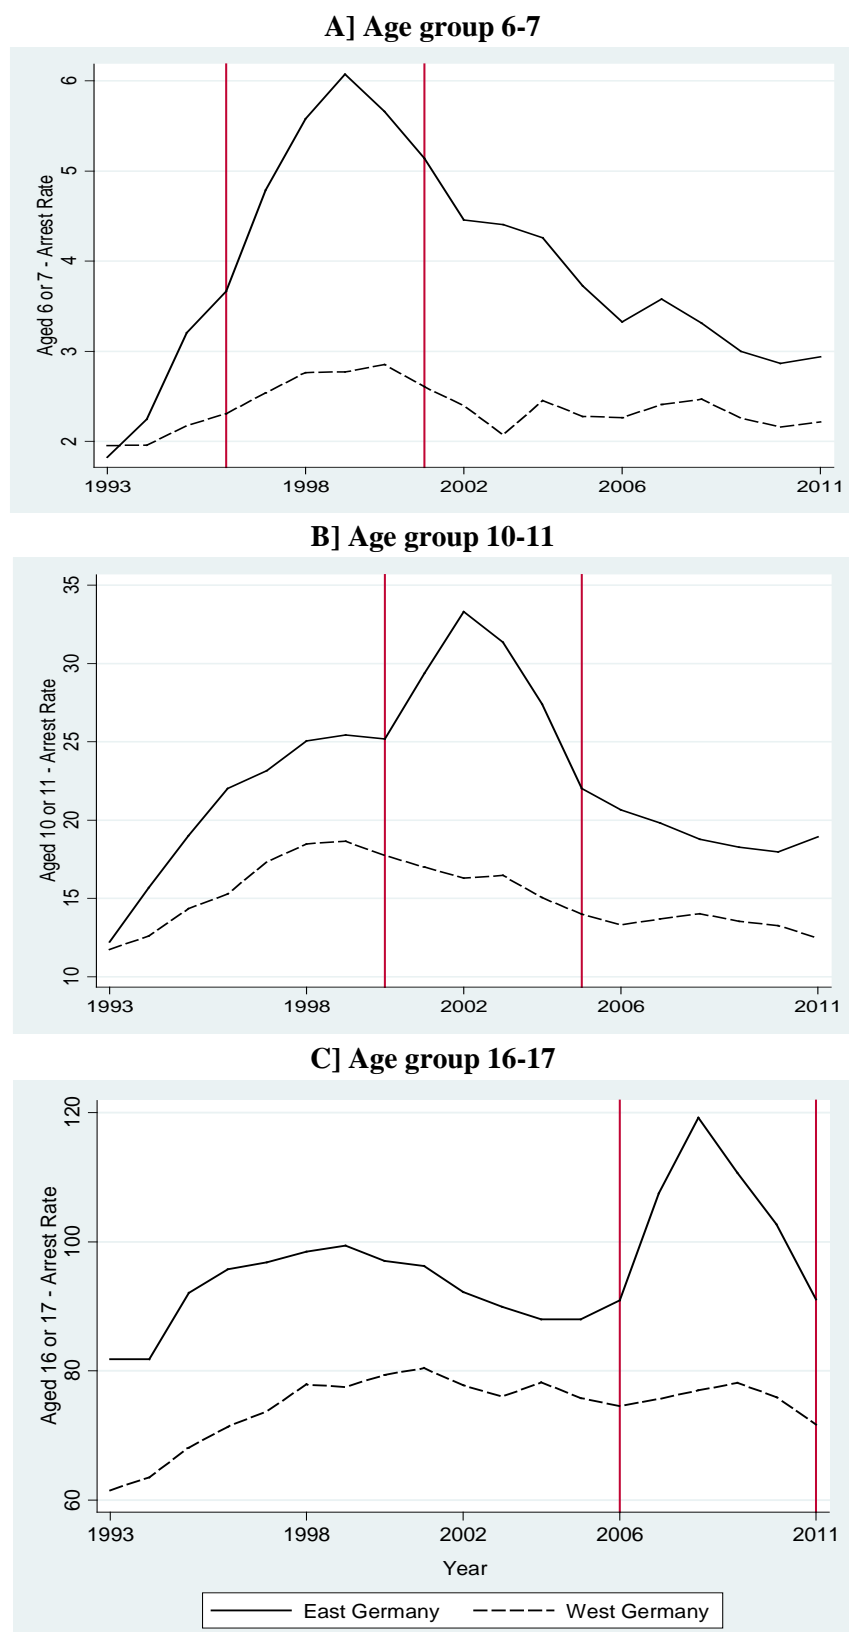 A] Age group 6-7
Aged 6 or 7 - Arrest Rate
6
5
4
3
2
1993 1998 2002 2006 2011
B] Age group 10-11
Aged 10 or 11 - Arrest Rate
35
30
25
20
15
10
1993 1998 2002 2006 2011
C] Age group 16-17
Aged 16 or 17 - Arrest Rate
120
100
80
60
1993 1998 2002 2006 2011
Year
East Germany West Germany